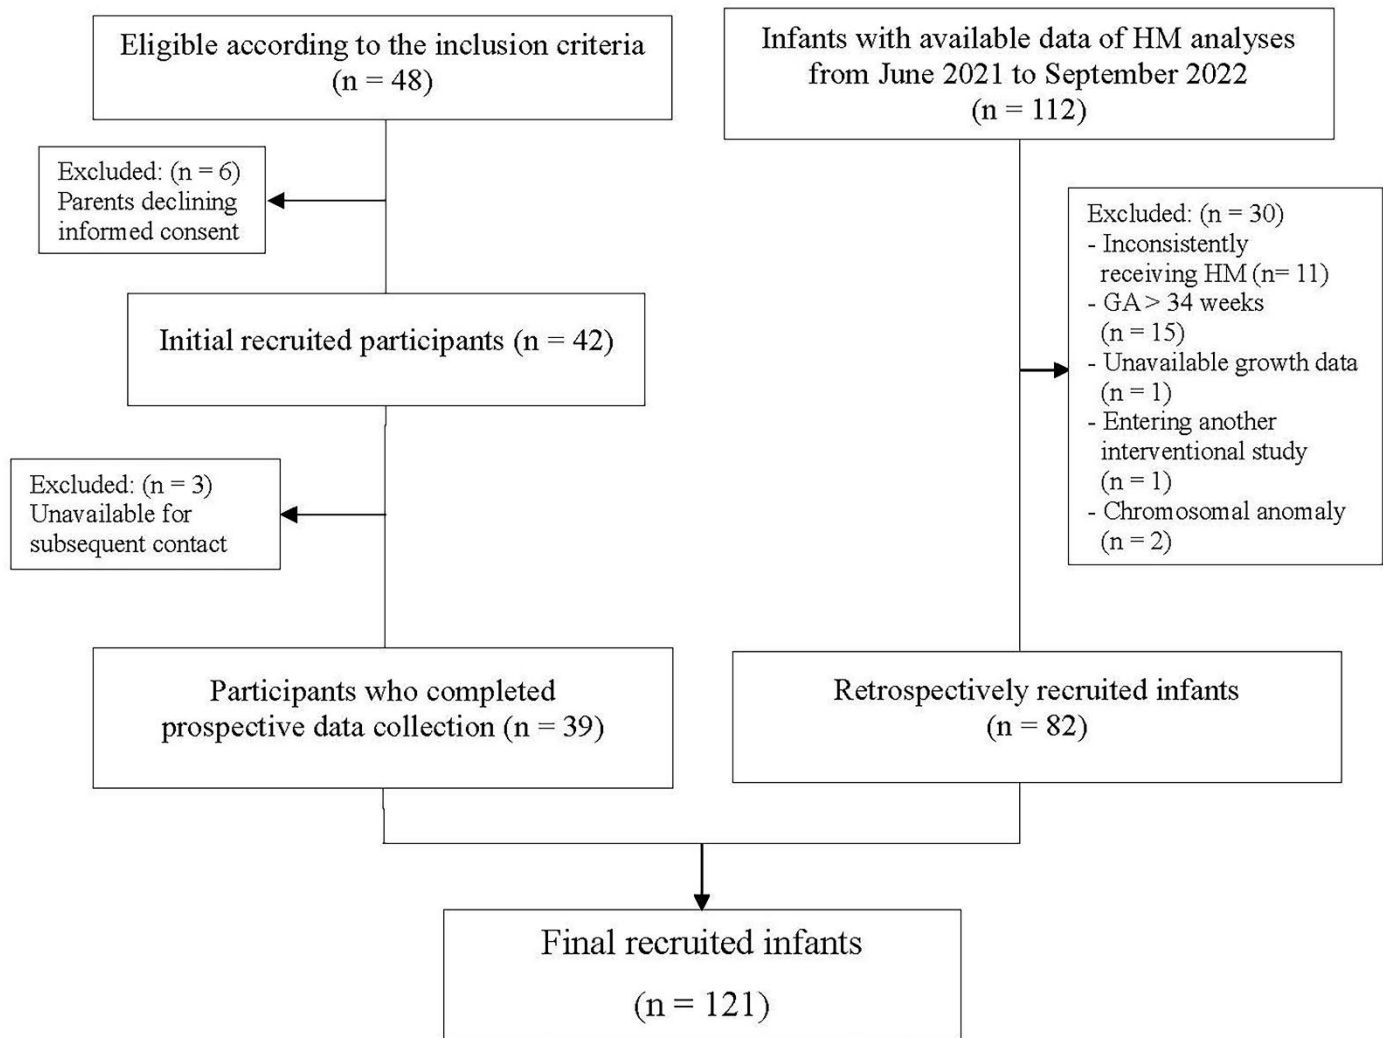 Eligible according to the inclusion criteria
(n = 48)
Excluded: (n = 6)
Parents declining
informed consent
Initial recruited participants (n = 42)
Excluded: (n = 3)
Unavailable for
subsequent contact
Participants who completed
prospective data collection (n = 39)
Infants with available data of HM analyses
from June 2021 to September 2022
(n = 112)
Excluded: (n = 30)
- Inconsistently
receiving HM (n= 11)
- GA > 34 weeks
(n = 15)
- Unavailable growth data
(n = 1)
- Entering another
interventional study
(n = 1)
- Chromosomal anomaly
(n = 2)
Retrospectively recruited infants
(n = 82)
Final recruited infants
(n = 121)